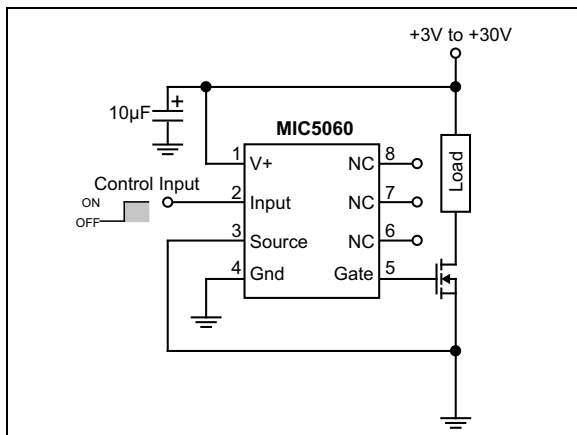 +3V to +30V
10µF
+
MIC5060
1 V+ NC 8
Control Input
ON
OFF
2 Input NC 7
3 Source NC 6
4 Gnd Gate 5
Load